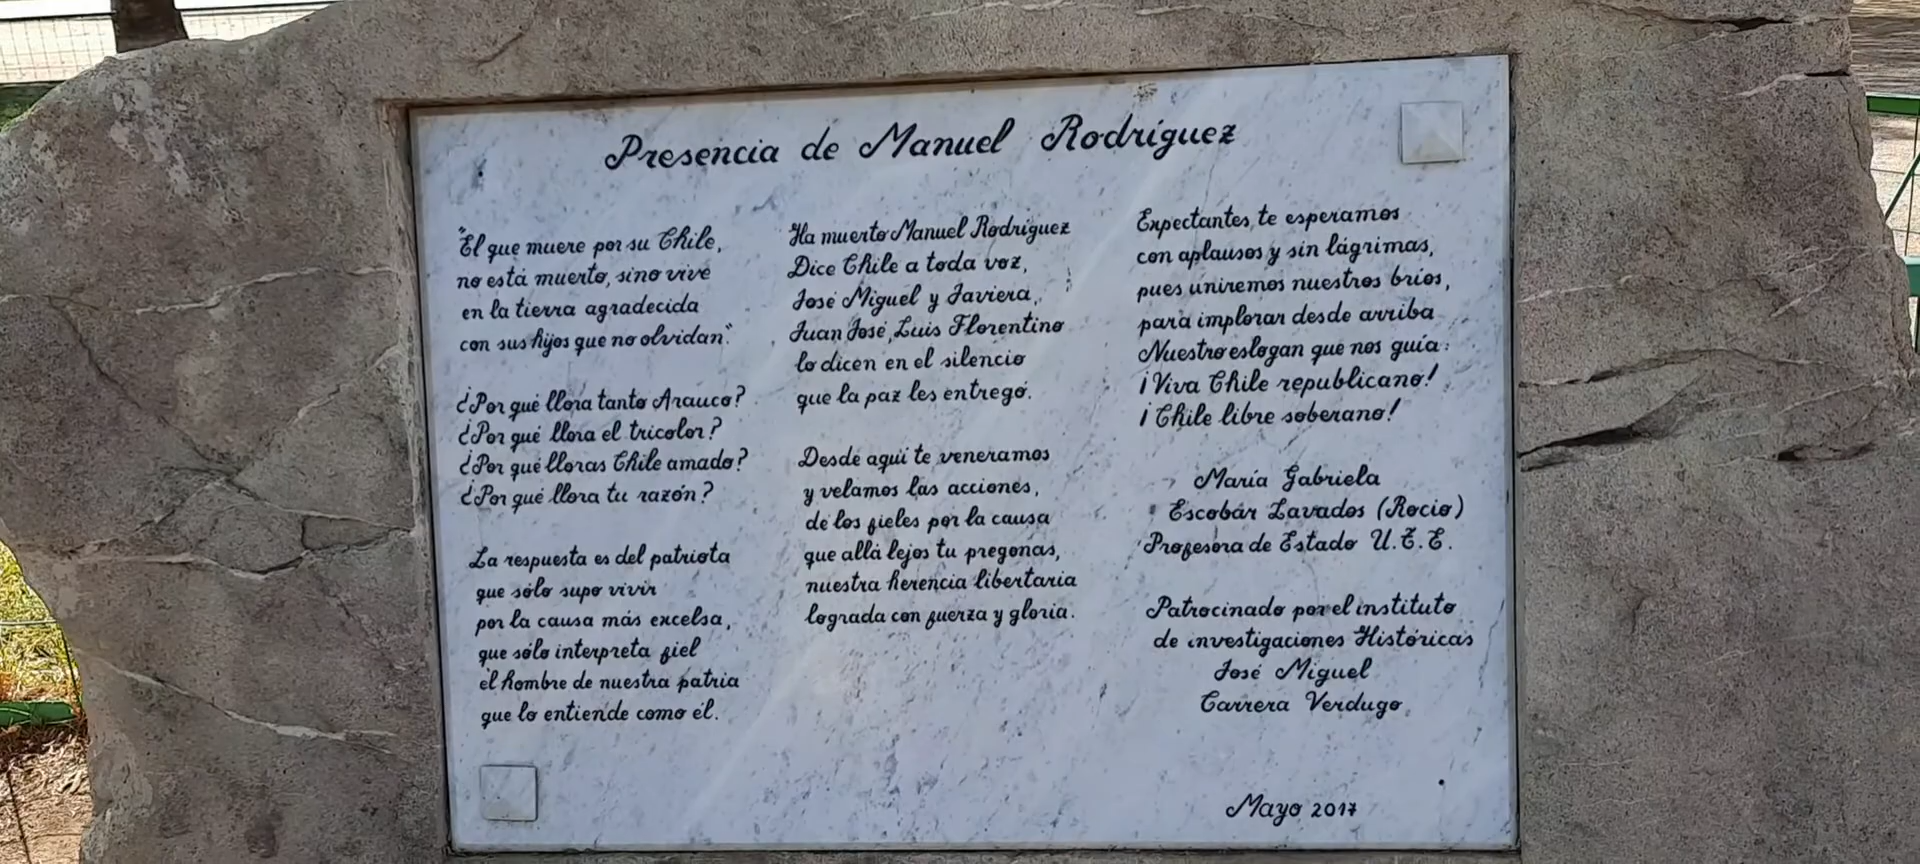 Presencia de Manuel Rodríguez
"El que muere por su Chile,
no está muerto, sino vive
en la tierra agradecida
con sus hijos que no olvidan."
¿Por qué llora tanto Arauco?
¿Por qué llora el tricolor?
¿Por qué lloras Chile amado?
¿Por qué llora tu razón?
La respuesta es del patriota
que sólo supo vivir
por la causa más excelsa,
que sólo interpreta fiel
el hombre de nuestra patria
que lo entiende como él.
Ha muerto Manuel Rodríguez
Dice Chile a toda voz,
José Miguel y Javiera,
Juan José, Luis Florentino
lo dicen en el silencio
que la paz les entregó.
Desde aquí te veneramos
y velamos las acciones,
de los fieles por la causa
que allá lejos tu pregonas,
nuestra herencia libertaria
lograda con fuerza y gloria.
Expectantes, te esperamos
con aplausos y sin lágrimas,
pues uniremos nuestros bríos,
para implorar desde arriba
Nuestro eslogan que nos guía:
¡Viva Chile republicano!
¡Chile libre soberano!
María Gabriela
Escobar Lavados (Rocio)
Profesora de Estado U.T.E.
Patrocinado por el instituto
de investigaciones Históricas
José Miguel
Carrera Verdugo
Mayo 2017